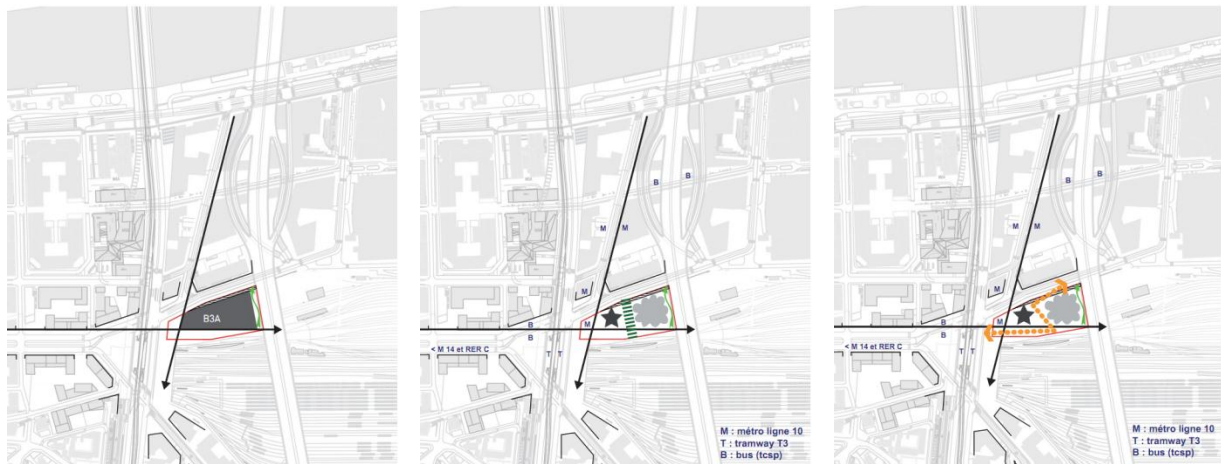 B3A
B
B
M
M
M
M
B
B
T
T
< M 14 et RER C
M : métro ligne 10
T : tramway T3
B : bus (tcsp)
B
B
M
M
M
M
B
B
T
T
< M 14 et RER C
M : métro ligne 10
T : tramway T3
B : bus (tcsp)